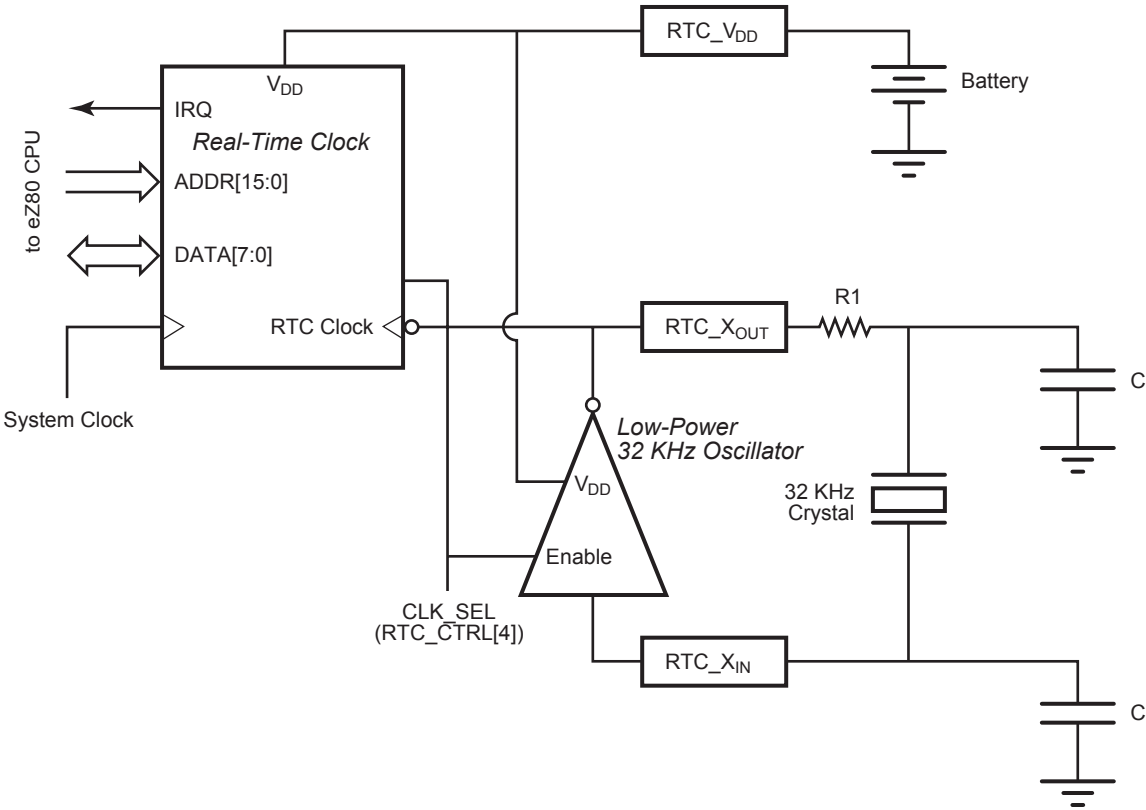 RTC_VDD
Battery
VDD
IRQ
Real-Time Clock
to eZ80 CPU
ADDR[15:0]
DATA[7:0]
RTC Clock
System Clock
RTC_XOUT
R1
C
Low-Power
32 KHz Oscillator
VDD
Enable
32 KHz
Crystal
CLK_SEL
(RTC_CTRL[4])
RTC_XIN
C